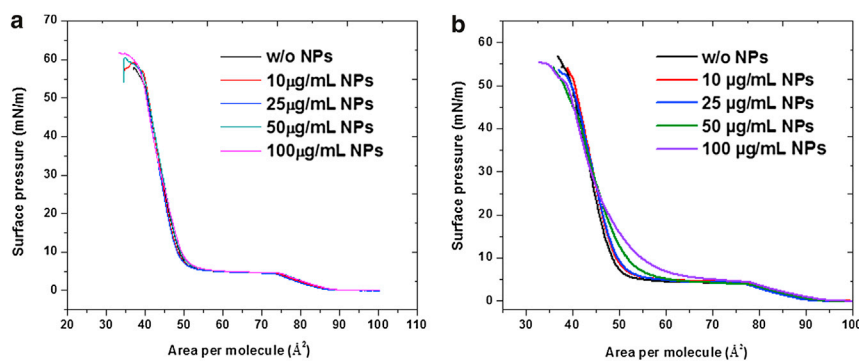 a
70
60
50
40
30
20
10
0
Surface pressure (mN/m)
w/o NPs
10μg/mL NPs
25μg/mL NPs
50μg/mL NPs
100μg/mL NPs
20 30 40 50 60 70 80 90 100 110
Area per molecule (Å²)
b
60
50
40
30
20
10
0
Surface pressure (mN/m)
w/o NPs
10 μg/mL NPs
25 μg/mL NPs
50 μg/mL NPs
100 μg/mL NPs
30 40 50 60 70 80 90 100
Area per molecule (Å²)